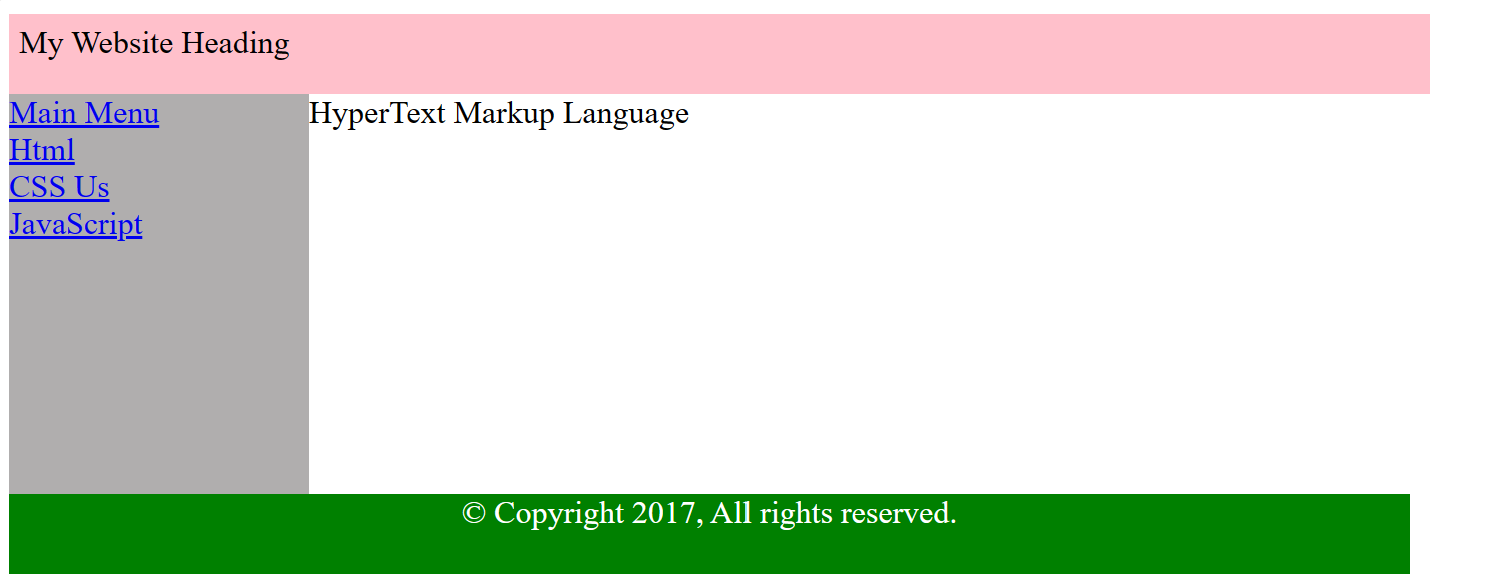 My Website Heading
Main Menu
HyperText Markup Language
Html
CSS Us
JavaScript
© Copyright 2017, All rights reserved.